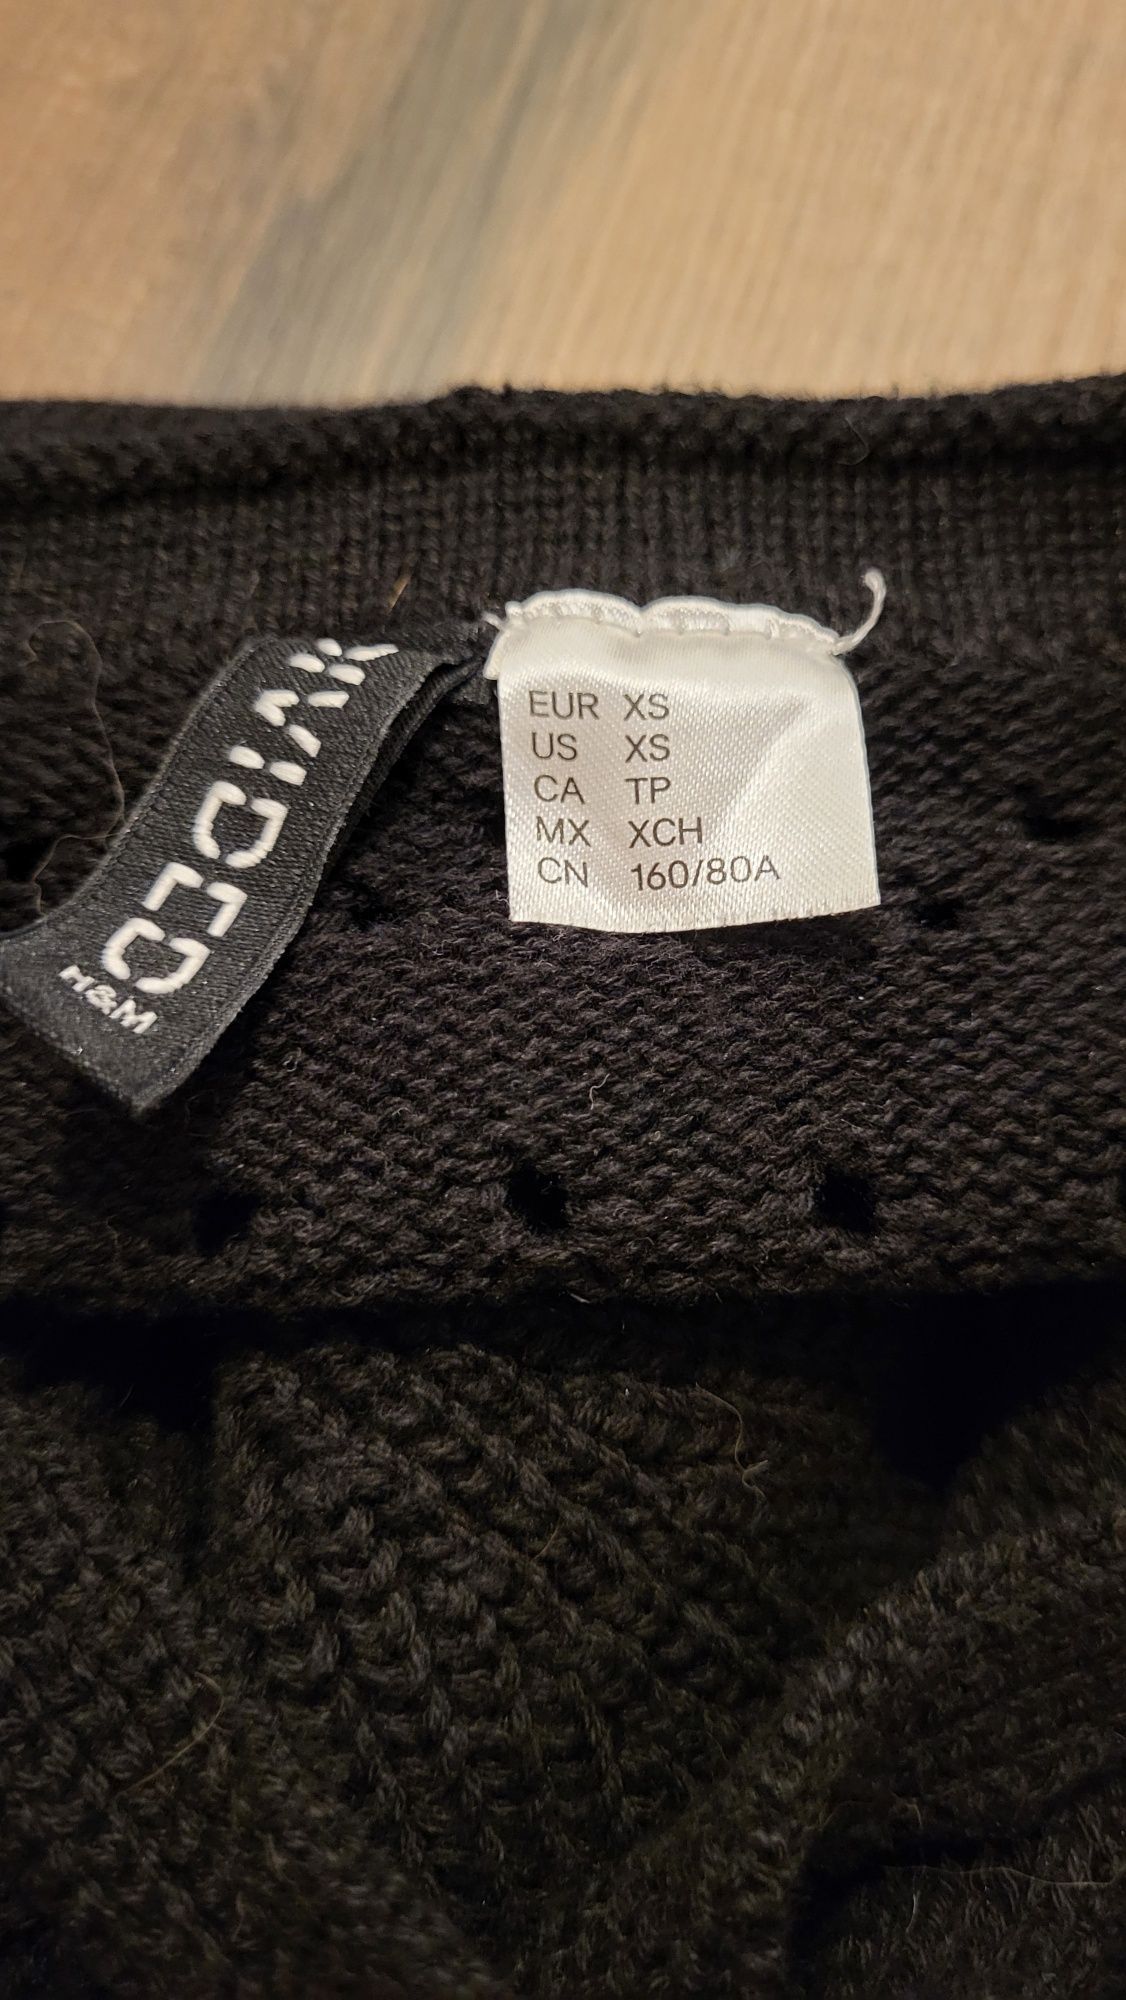 DIVIDED
H&M
EUR XS
US XS
CA TP
MX XCH
CN 160/80A